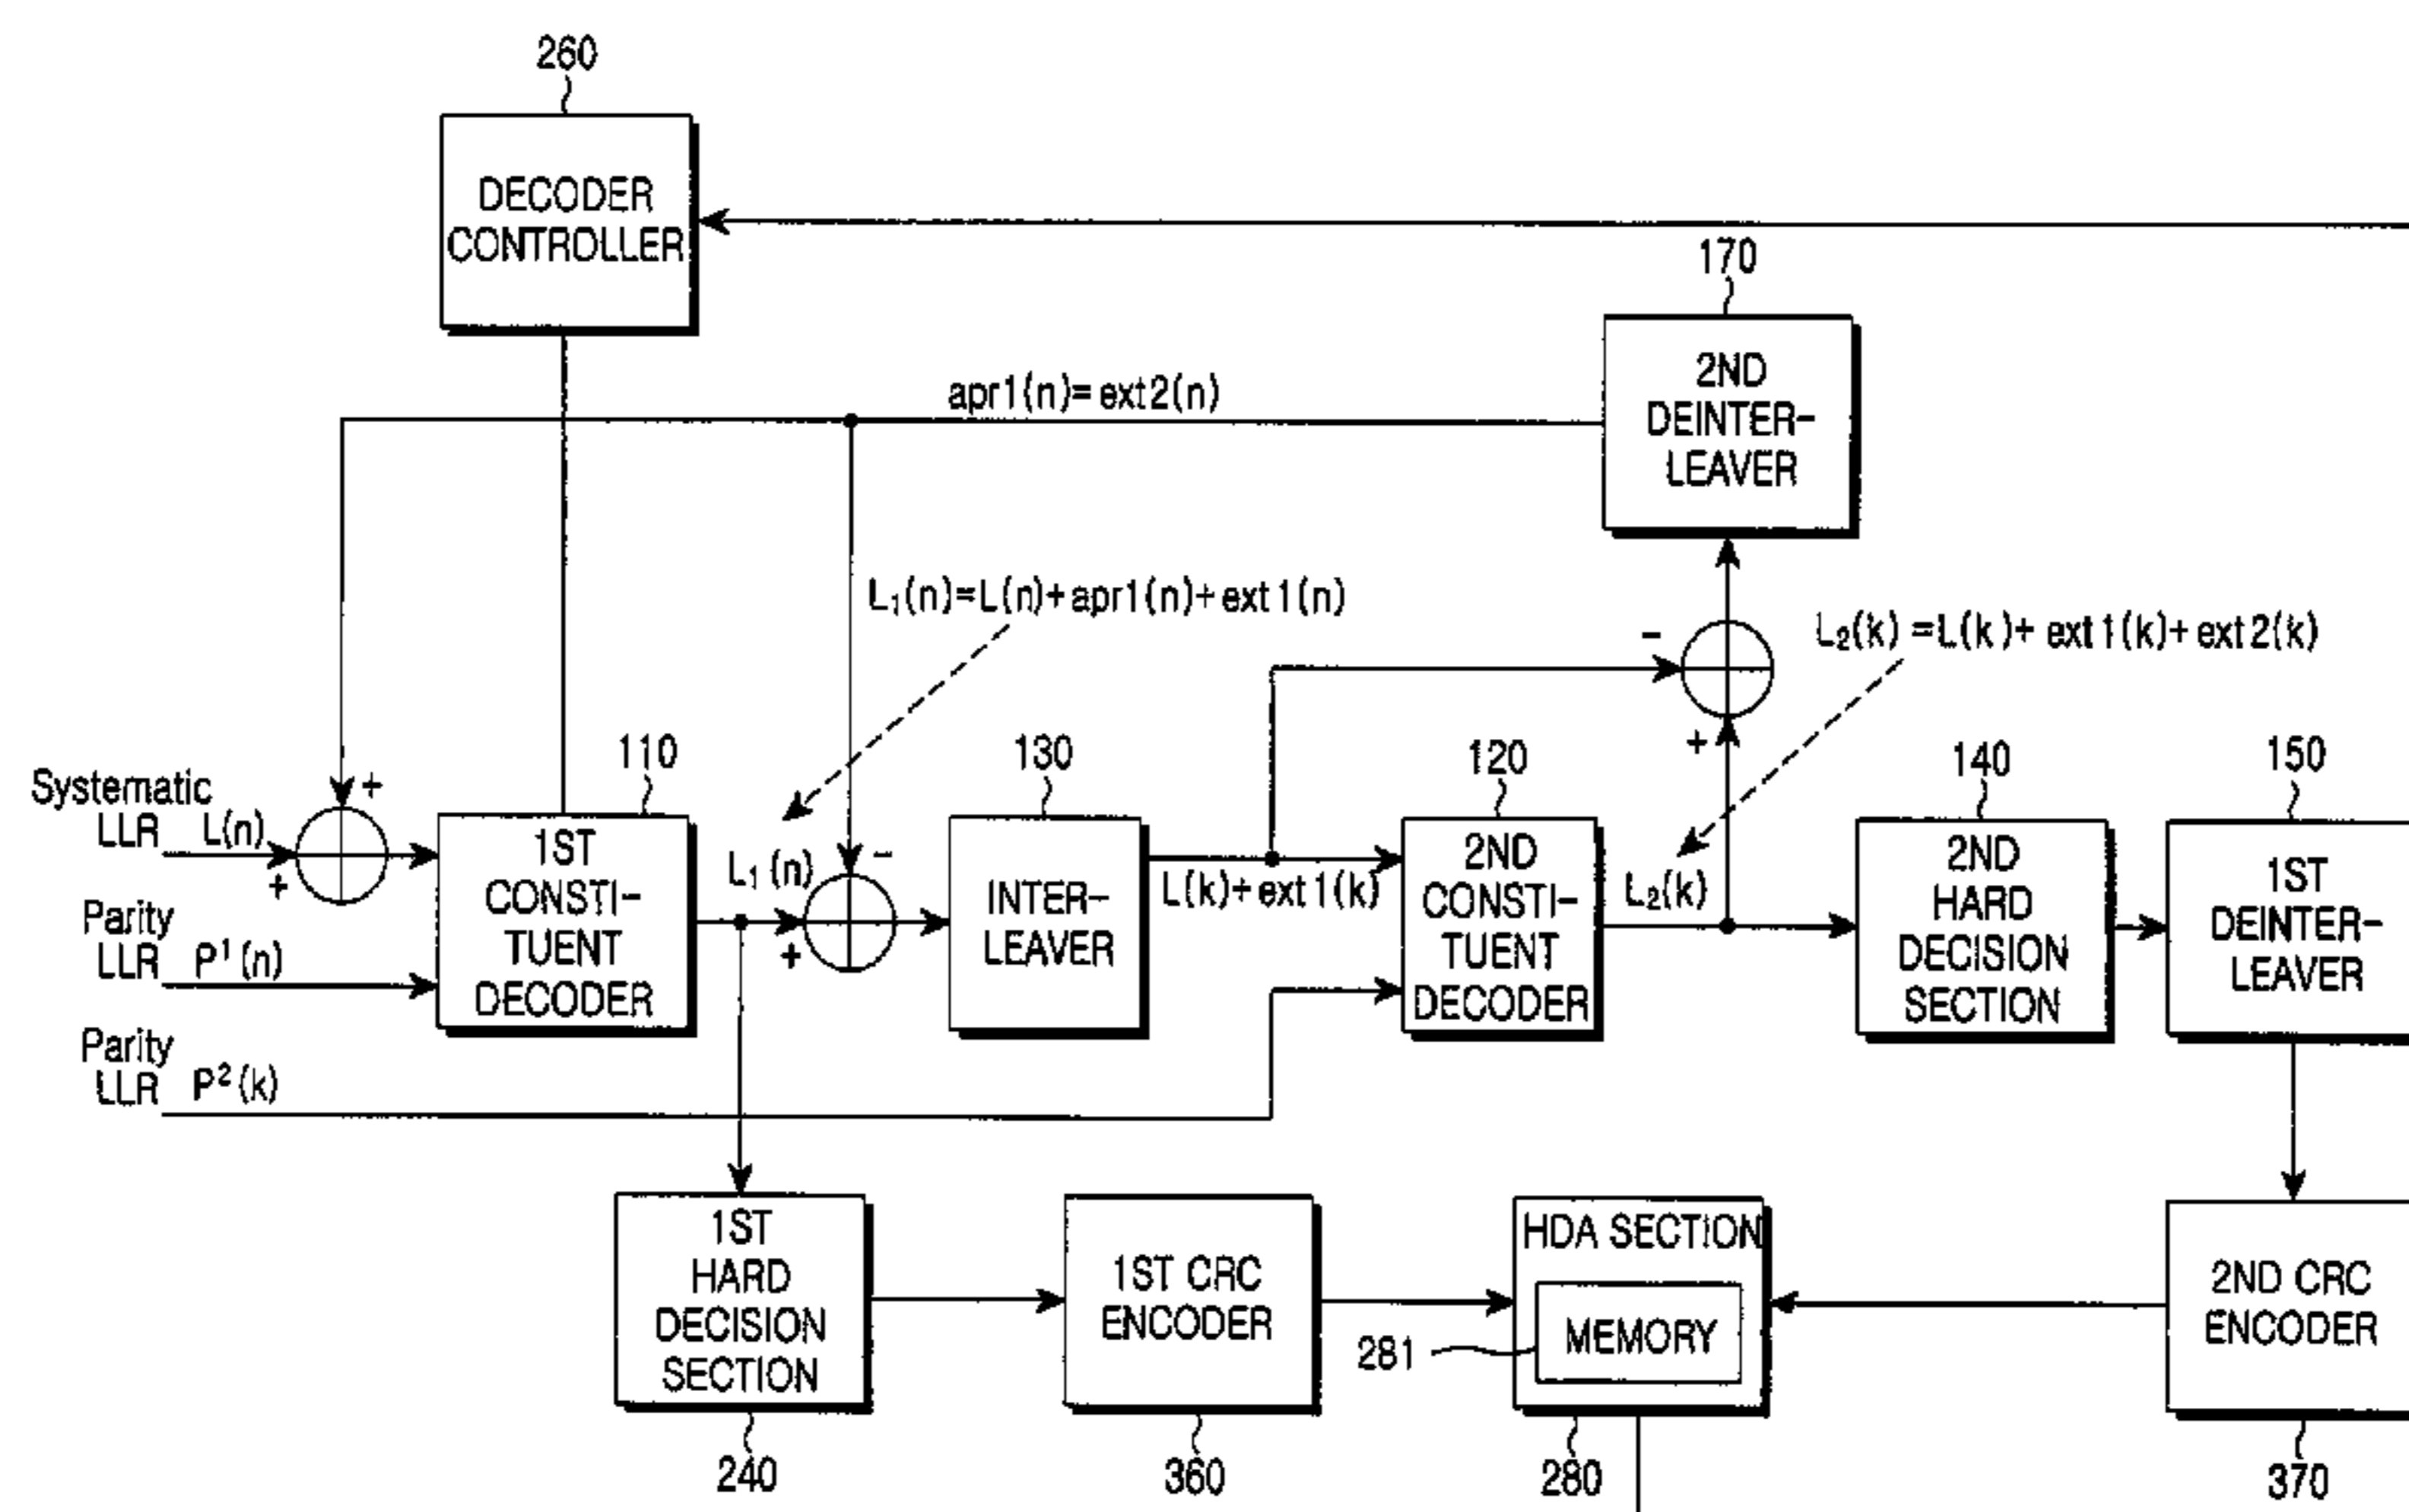 260
DECODER
CONTROLLER
170
2ND
DEINTER-
LEAVER
apr1(n)=ext2(n)
L₁(n)=L(n)+apr1(n)+ext1(n)
-
L₂(k)=L(k)+ext1(k)+ext2(k)
+
Systematic
LLR L(n)
+
+
110
1ST
CONSTI-
TUENT
DECODER
Parity
LLR P¹(n)
Parity
LLR P²(k)
L₁(n)
-
+
130
INTER-
LEAVER
L(k)+ext1(k)
120
2ND
CONSTI-
TUENT
DECODER
L₂(k)
140
2ND
HARD
DECISION
SECTION
150
1ST
DEINTER-
LEAVER
1ST
HARD
DECISION
SECTION
240
1ST CRC
ENCODER
360
HDA SECTION
MEMORY
281
280
2ND CRC
ENCODER
370